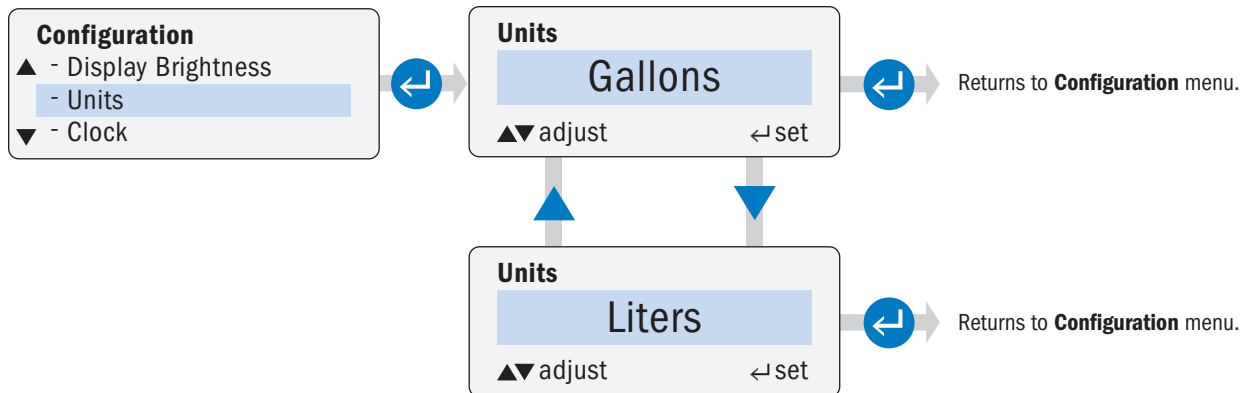 Configuration
- Display Brightness
- Units
- Clock
Units
Gallons
▲▼ adjust ↵ set
Returns to Configuration menu.
Units
Liters
▲▼ adjust ↵ set
Returns to Configuration menu.